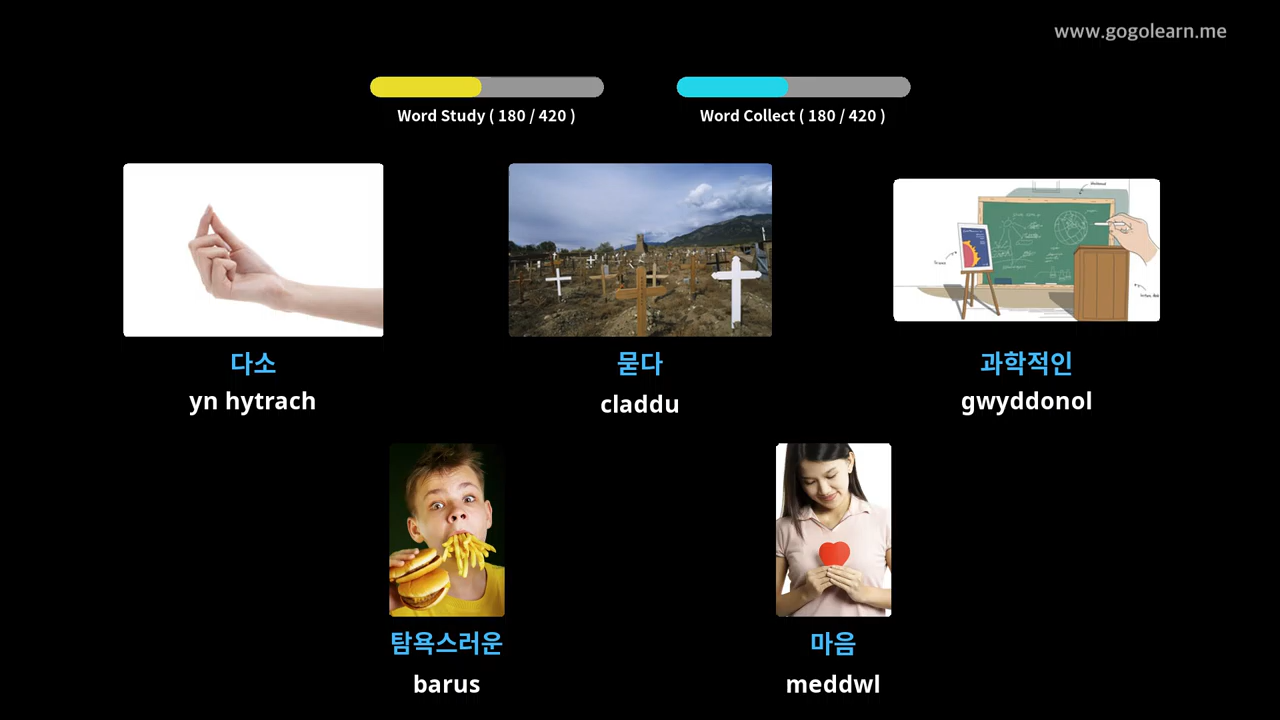 www.gogolearn.me
Word Study ( 180 / 420 )
Word Collect ( 180 / 420 )
다소
yn hytrach
묻다
claddu
과학적인
gwyddonol
탐욕스러운
barus
마음
meddwl